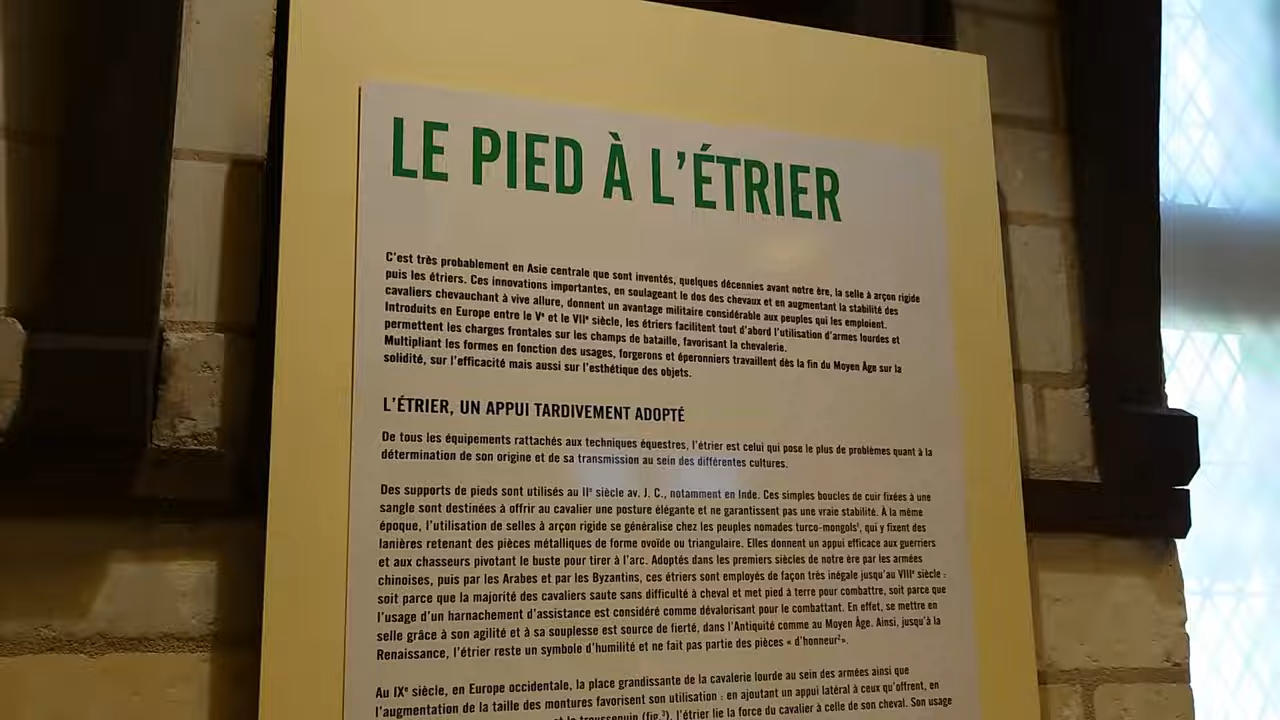 LE PIED À L'ÉTRIER
C'est très probablement en Asie centrale que sont inventés, quelques décennies avant notre ère, la selle à arçon rigide
puis les étriers. Ces innovations importantes, en soulageant le dos des chevaux et en augmentant la stabilité des
cavaliers chevauchant à vive allure, donnent un avantage militaire considérable aux peuples qui les emploient.
Introduits en Europe entre le Vᵉ et le VIIᵉ siècle, les étriers facilitent tout d'abord l'utilisation d'armes lourdes et
permettent les charges frontales sur les champs de bataille, favorisant la chevalerie.
Multipliant les formes en fonction des usages, forgerons et éperonniers travaillent dès la fin du Moyen Âge sur la
solidité, sur l'efficacité mais aussi sur l'esthétique des objets.
L'ÉTRIER, UN APPUI TARDIVEMENT ADOPTÉ
De tous les équipements rattachés aux techniques équestres, l'étrier est celui qui pose le plus de problèmes quant à la
détermination de son origine et de sa transmission au sein des différentes cultures.
Des supports de pieds sont utilisés au IIᵉ siècle av. J. C., notamment en Inde. Ces simples boucles de cuir fixées à une
sangle sont destinées à offrir au cavalier une posture élégante et ne garantissent pas une vraie stabilité. À la même
époque, l'utilisation de selles à arçon rigide se généralise chez les peuples nomades turco-mongols¹, qui y fixent des
lanières retenant des pièces métalliques de forme ovoïde ou triangulaire. Elles donnent un appui efficace aux guerriers
et aux chasseurs pivotant le buste pour tirer à l'arc. Adoptés dans les premiers siècles de notre ère par les armées
chinoises, puis par les Arabes et par les Byzantins, ces étriers sont employés de façon très inégale jusqu'au VIIIᵉ siècle :
soit parce que la majorité des cavaliers saute sans difficulté à cheval et met pied à terre pour combattre, soit parce que
l'usage d'un harnachement d'assistance est considéré comme dévalorisant pour le combattant. En effet, se mettre en
selle grâce à son agilité et à sa souplesse est source de fierté, dans l'Antiquité comme au Moyen Âge. Ainsi, jusqu'à la
Renaissance, l'étrier reste un symbole d'humilité et ne fait pas partie des pièces « d'honneur²».
Au IXᵉ siècle, en Europe occidentale, la place grandissante de la cavalerie lourde au sein des armées ainsi que
l'augmentation de la taille des montures favorisent son utilisation : en ajoutant un appui latéral à ceux qu'offrent, en
et le troussequin (fig.³), l'étrier lie la force du cavalier à celle de son cheval. Son usage